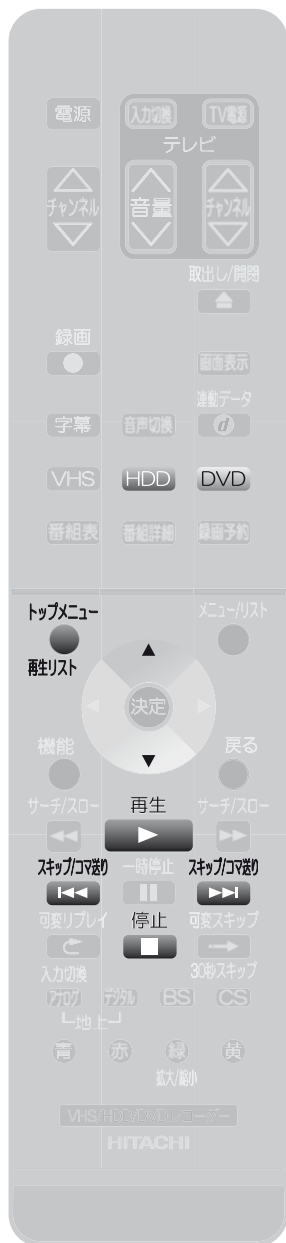 電源 入力切換 TV電源
テレビ
チャンネル 音量 チャンネル
取出し/開閉
録画
画面表示
連動データ
字幕 音声切換 d
VHS HDD DVD
番組表 番組詳細 録画予約
トップメニュー メニュー/リスト
再生リスト
決定
機能 戻る
サーチ/スロー 再生 サーチ/スロー
スキップ/コマ送り 一時停止 スキップ/コマ送り
可変リプレイ 停止 可変スキップ
入力切換 30秒スキップ
アナログ デジタル BS CS
地上
青 赤 緑 黄
拡大/縮小
VHS/HDD/DVDレコーダー
HITACHI